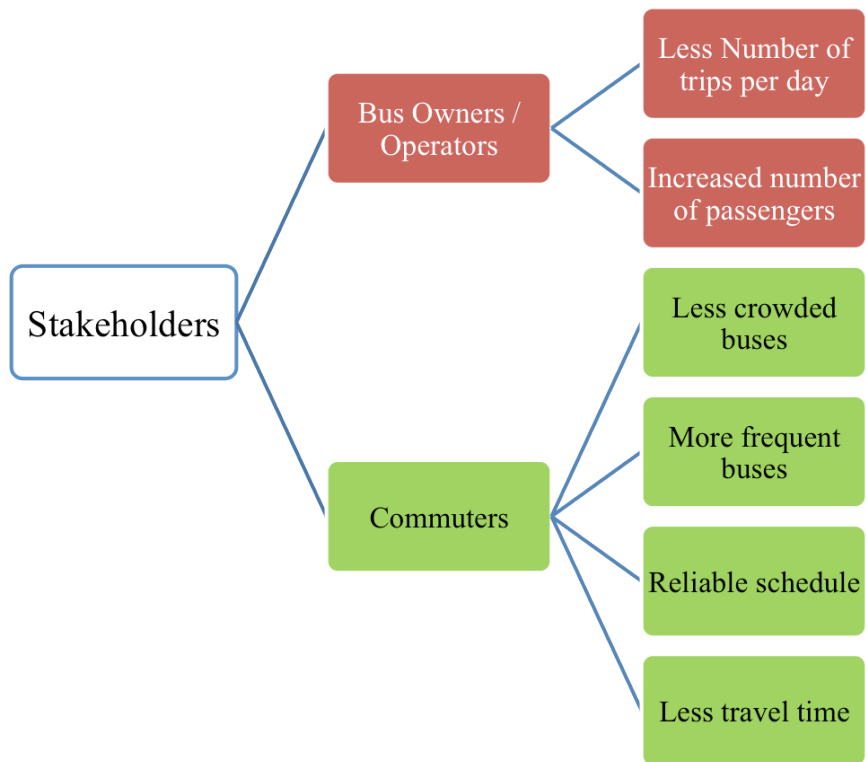 Stakeholders
Bus Owners /
Operators
Less Number of
trips per day
Increased number
of passengers
Commuters
Less crowded
buses
More frequent
buses
Reliable schedule
Less travel time